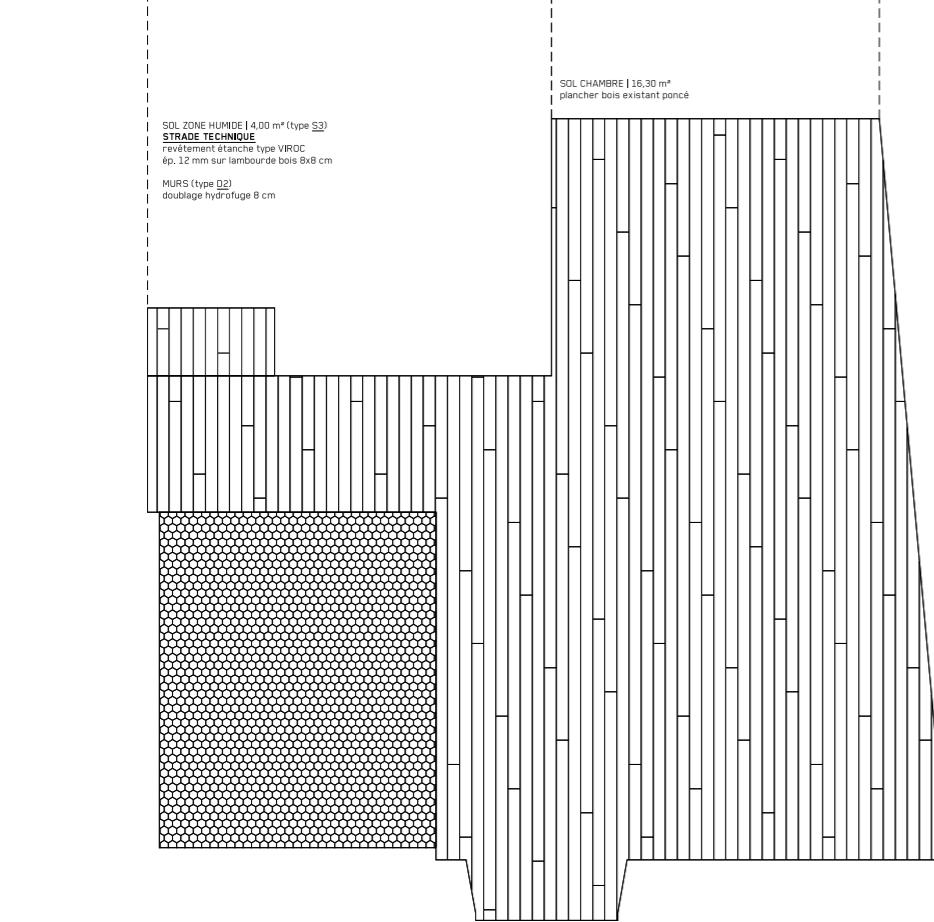 SOL CHAMBRE | 16,30 m²
plancher bois existant poncé
SOL ZONE HUMIDE | 4,00 m² (type S3)
STRADE TECHNIQUE
revêtement étanche type VIROC
ép. 12 mm sur lambourde bois 8x8 cm
MURS (type D2)
doublage hydrofuge 8 cm